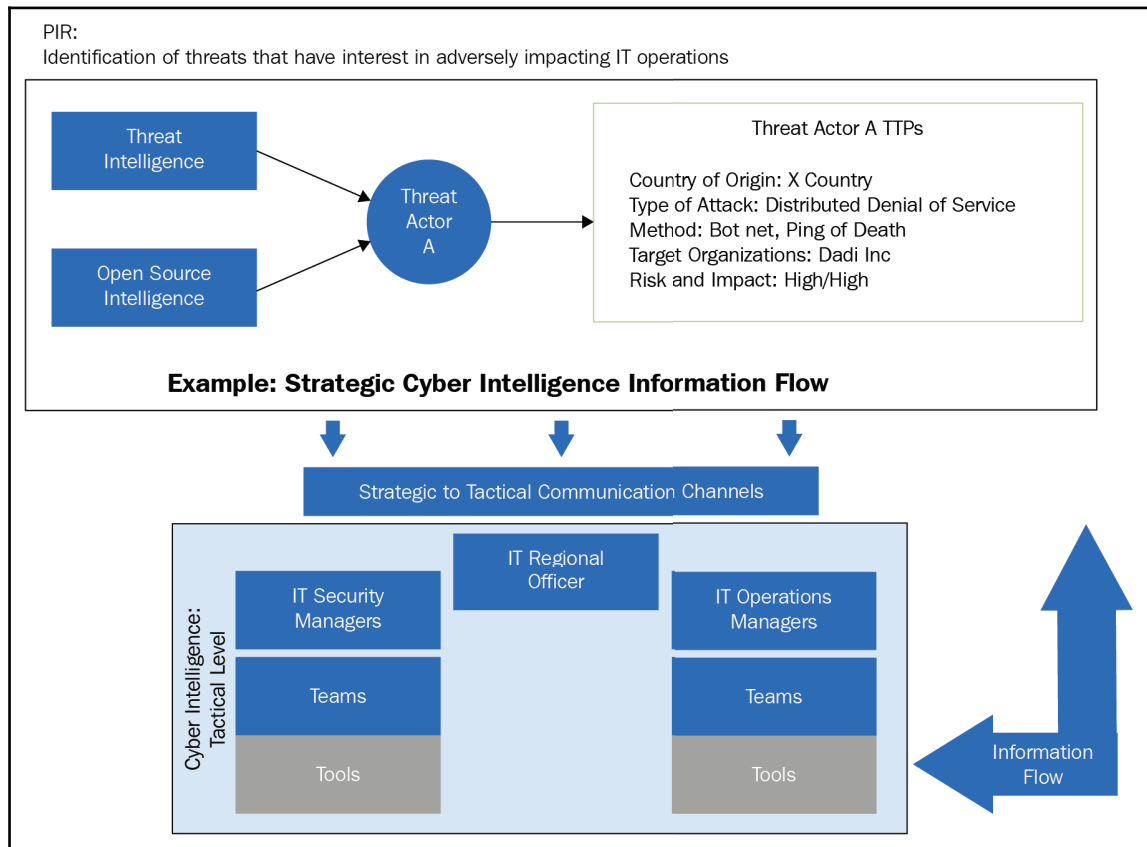 PIR:
Identification of threats that have interest in adversely impacting IT operations
Threat
Intelligence
Open Source
Intelligence
Threat
Actor
A
Threat Actor A TTPs
Country of Origin: X Country
Type of Attack: Distributed Denial of Service
Method: Bot net, Ping of Death
Target Organizations: Dadi Inc
Risk and Impact: High/High
Example: Strategic Cyber Intelligence Information Flow
Strategic to Tactical Communication Channels
Cyber Intelligence:
Tactical Level
IT Regional
Officer
IT Security
Managers
Teams
Tools
IT Operations
Managers
Teams
Tools
Information
Flow